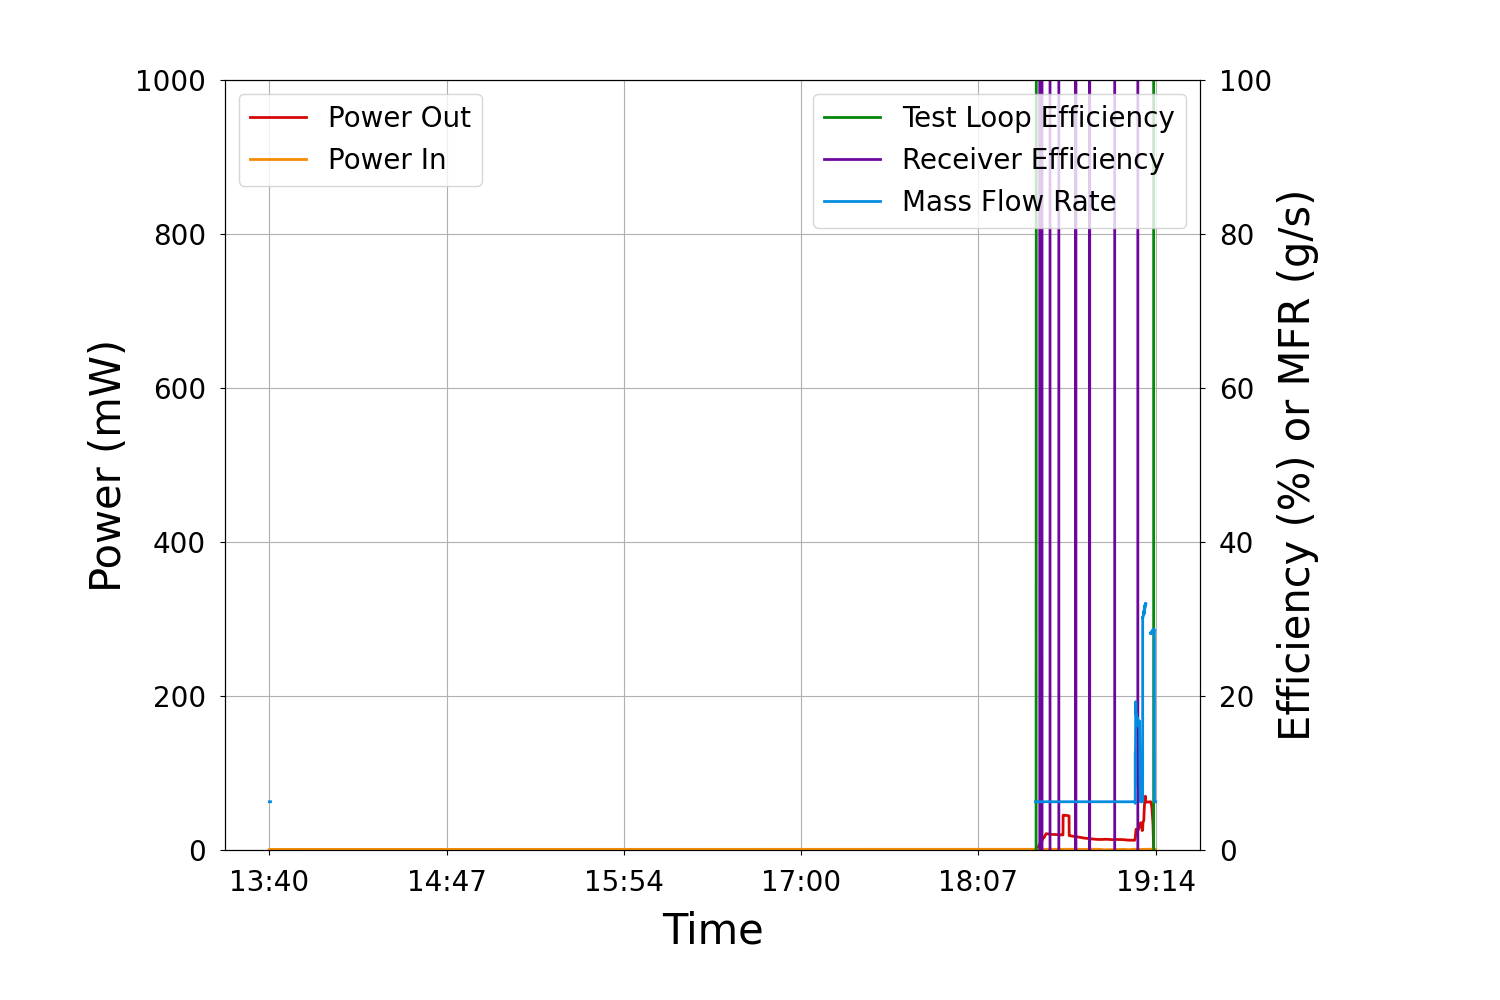 1000
800
600
400
200
0
Power (mW)
Power Out
Power In
Test Loop Efficiency
Receiver Efficiency
Mass Flow Rate
100
80
60
40
20
0
Efficiency (%) or MFR (g/s)
13:40 14:47 15:54 17:00 18:07 19:14
Time